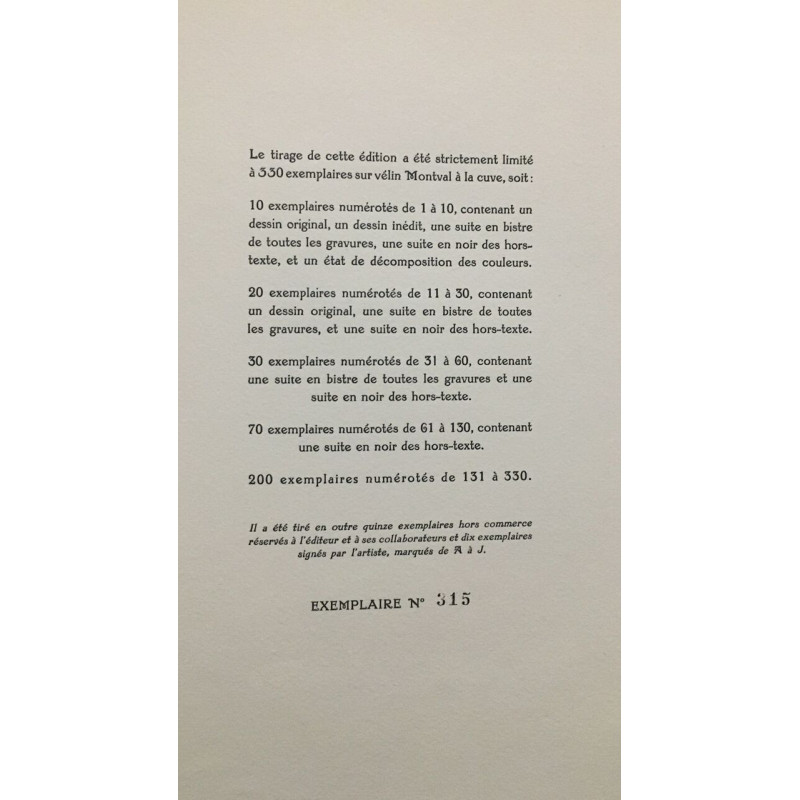 Le tirage de cette édition a été strictement limité
à 330 exemplaires sur vélin Montval à la cuve, soit :
10 exemplaires numérotés de 1 à 10, contenant un
dessin original, un dessin inédit, une suite en bistre
de toutes les gravures, une suite en noir des hors-
texte, et un état de décomposition des couleurs.
20 exemplaires numérotés de 11 à 30, contenant
un dessin original, une suite en bistre de toutes
les gravures, et une suite en noir des hors-texte.
30 exemplaires numérotés de 31 à 60, contenant
une suite en bistre de toutes les gravures et une
suite en noir des hors-texte.
70 exemplaires numérotés de 61 à 130, contenant
une suite en noir des hors-texte.
200 exemplaires numérotés de 131 à 330.
Il a été tiré en outre quinze exemplaires hors commerce
réservés à l'éditeur et à ses collaborateurs et dix exemplaires
signés par l'artiste, marqués de A à J.
EXEMPLAIRE N° 315